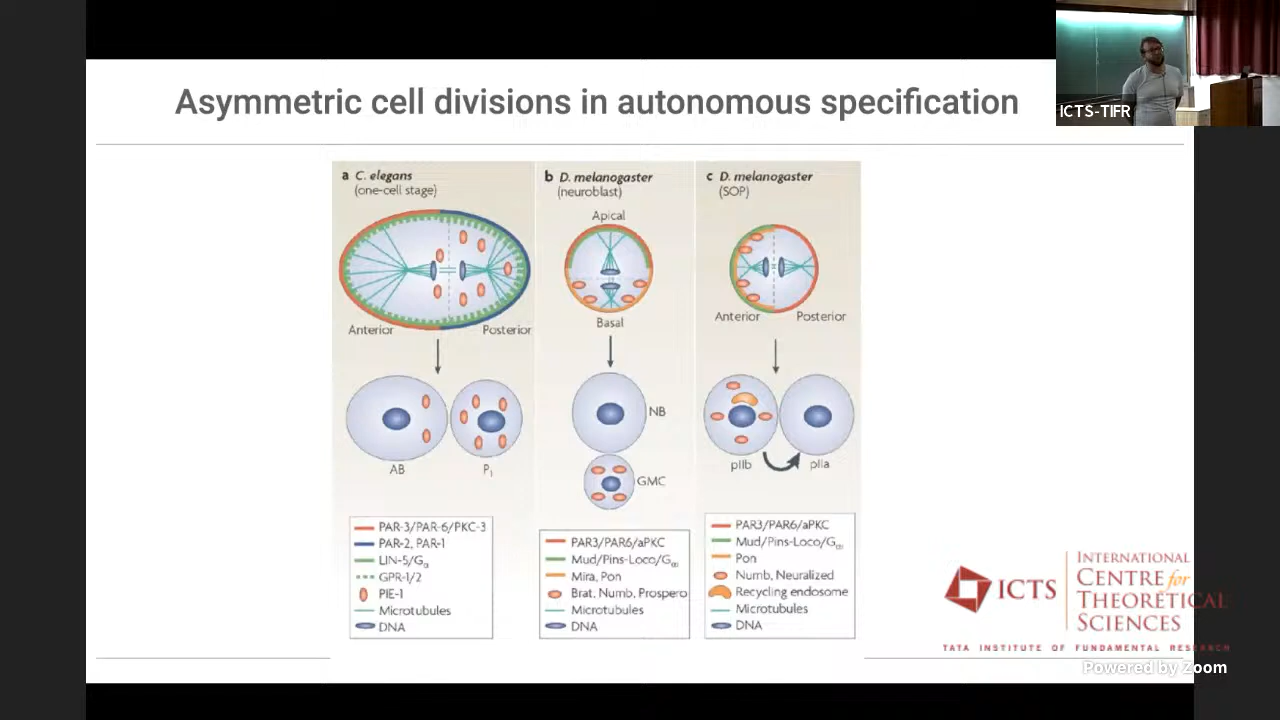 Asymmetric cell divisions in autonomous specification
ICTS-TIFR
a C. elegans
(one-cell stage)
Anterior
Posterior
AB
P1
PAR-3/PAR-6/PKC-3
PAR-2, PAR-1
LIN-5/Gα
GPR-1/2
PIE-1
Microtubules
DNA
b D. melanogaster
(neuroblast)
Apical
Basal
NB
GMC
PAR3/PAR6/aPKC
Mud/Pins-Loco/Gαi
Mira, Pon
Brat, Numb, Prospero
Microtubules
DNA
c D. melanogaster
(SOP)
Anterior
Posterior
pIIb
pIIa
PAR3/PAR6/aPKC
Mud/Pins-Loco/Gαi
Pon
Numb, Neuralized
Recycling endosome
Microtubules
DNA
ICTS
INTERNATIONAL
CENTRE for
THEORETICAL
SCIENCES
TATA INSTITUTE OF FUNDAMENTAL RESEARCH
Powered by Zoom